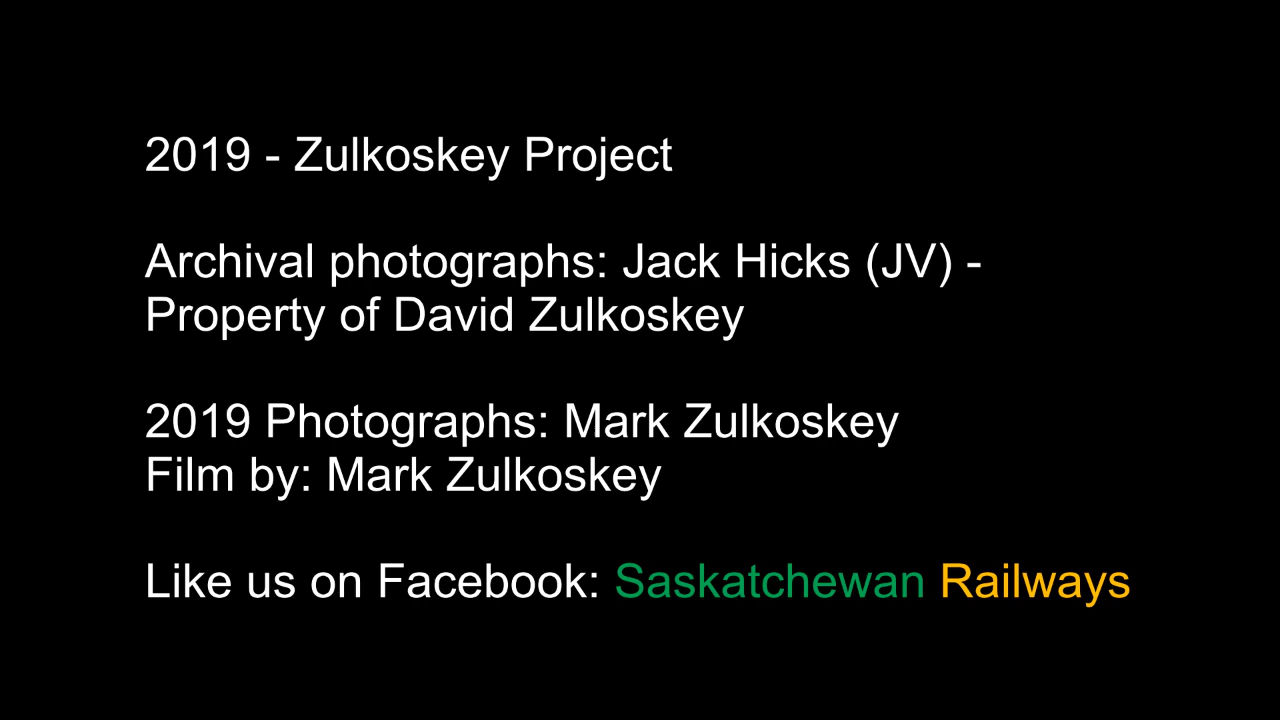 2019 - Zulkoskey Project
Archival photographs: Jack Hicks (JV) -
Property of David Zulkoskey
2019 Photographs: Mark Zulkoskey
Film by: Mark Zulkoskey
Like us on Facebook: Saskatchewan Railways